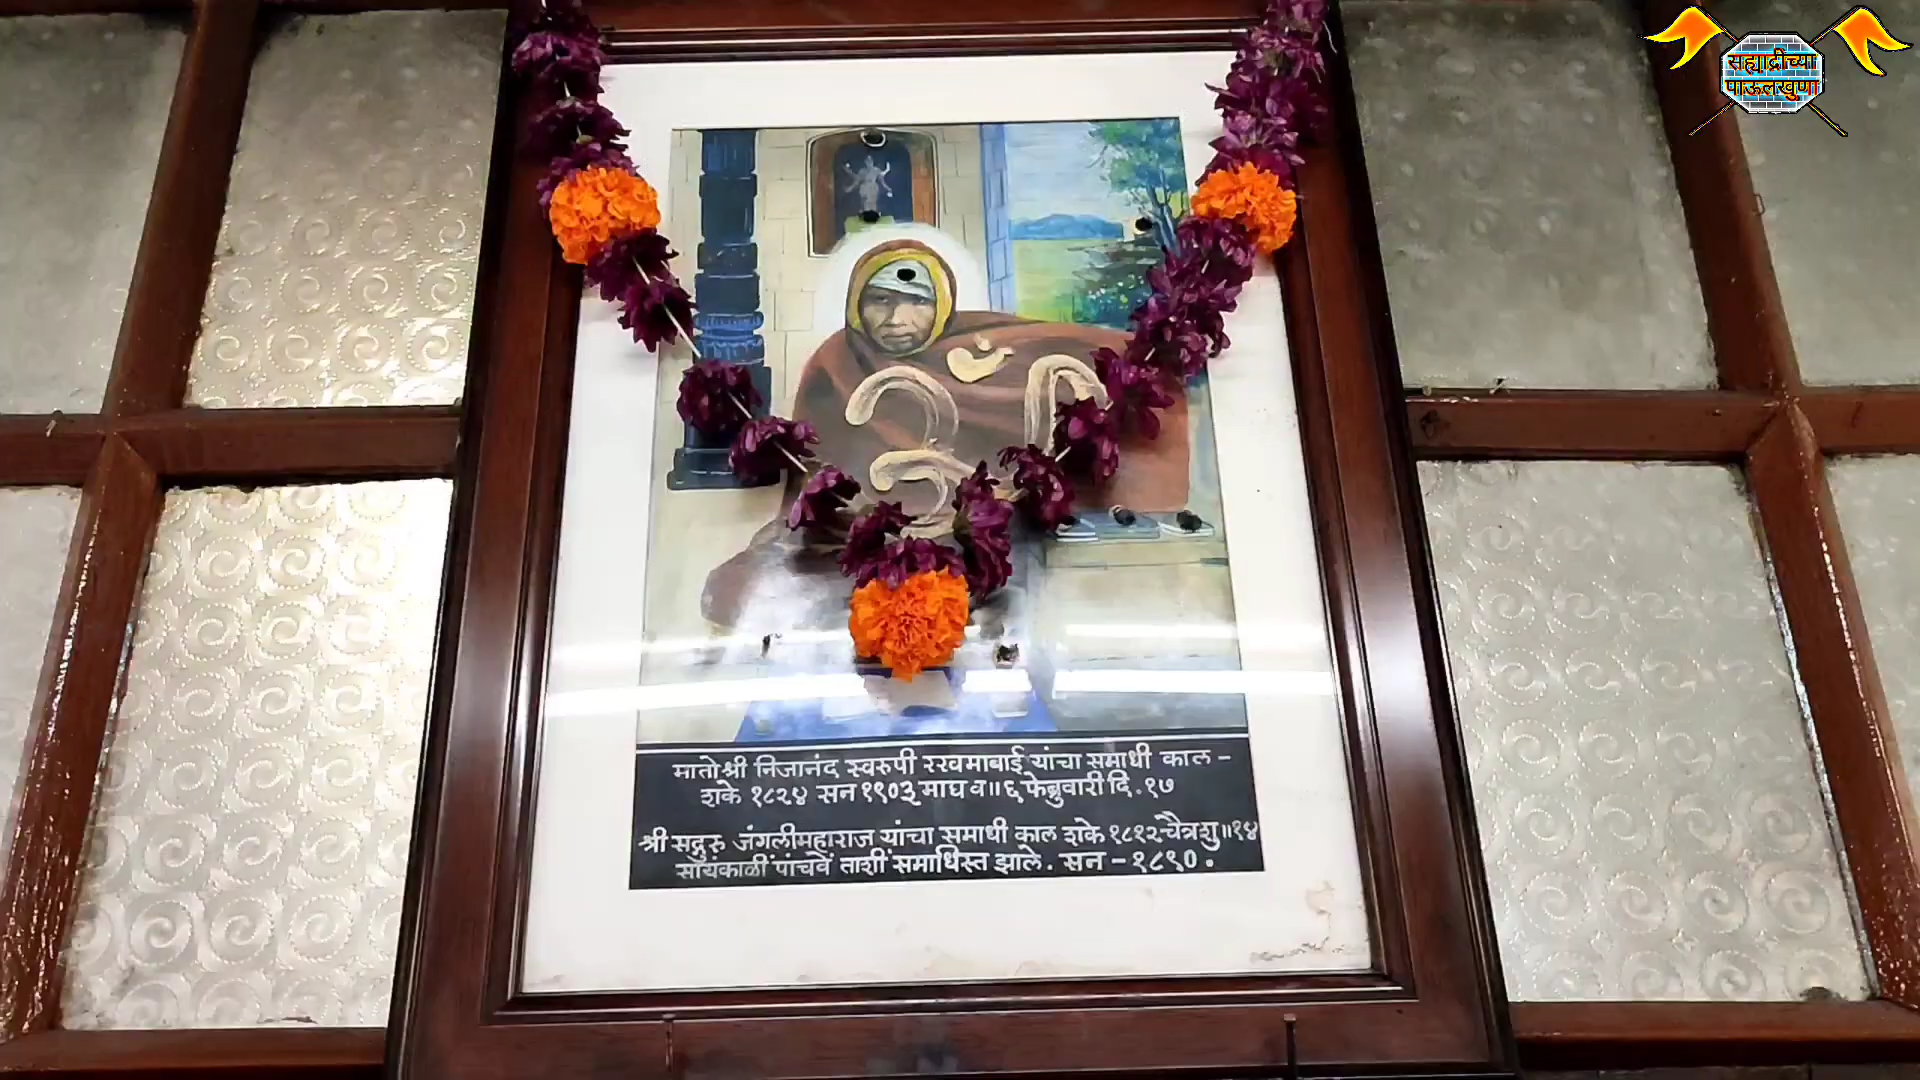 सह्याद्रीच्या
पाऊलखुणा
ॐ
मातोश्री निजानंद स्वरुपी रखमाबाई यांचा समाधी काल –
शके १८२४ सन १९०३ माघ व॥ ६ फेब्रुवारी दि. १७
श्री सद्गुरु जंगलीमहाराज यांचा समाधी काल शके १८१२ चैत्र शु॥ १४
सायंकाळीं पांचवे ताशीं समाधिस्त झाले. सन – १८९०.